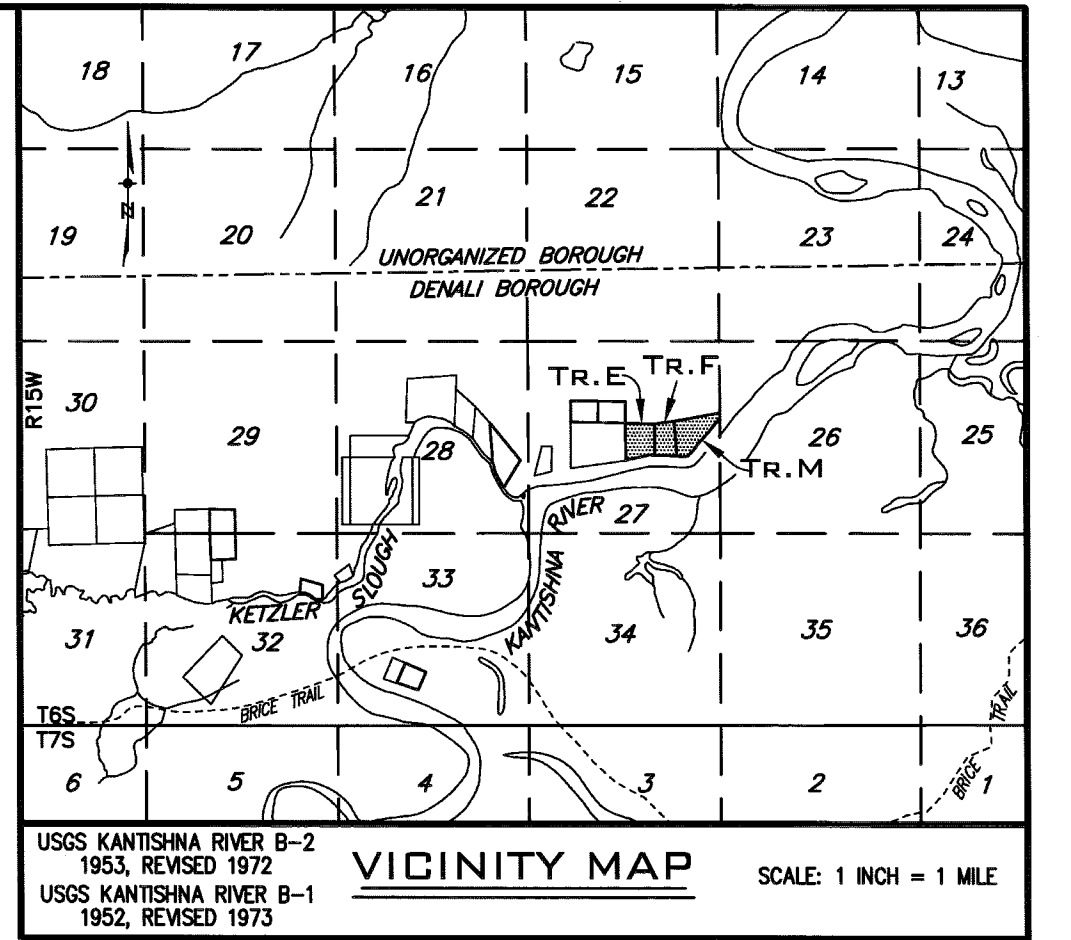 18
17
16
15
14
13
N
19
20
21
22
23
24
UNORGANIZED BOROUGH
DENALI BOROUGH
R15W
30
29
28
TR.E
TR.F
TR.M
27
26
25
KANTISHNA RIVER
KETZLER SLOUGH
31
32
33
34
35
36
BRICE TRAIL
BRICE TRAIL
T6S
T7S
6
5
4
3
2
1
USGS KANTISHNA RIVER B-2
1953, REVISED 1972
USGS KANTISHNA RIVER B-1
1952, REVISED 1973
VICINITY MAP
SCALE: 1 INCH = 1 MILE